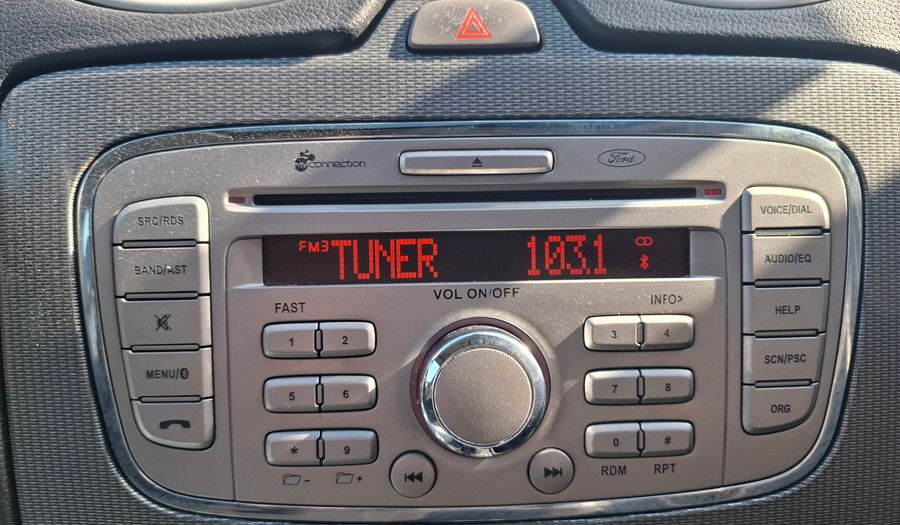 MY CONNECTION
Ford
SRC/RDS
BAND/AST
MENU/
FM3 TUNER 103.1
VOL ON/OFF
FAST
INFO>
1 2
3 4
5 6
7 8
* 9
0 #
- +
RDM RPT
VOICE/DIAL
AUDIO/EQ
HELP
SCN/PSC
ORG